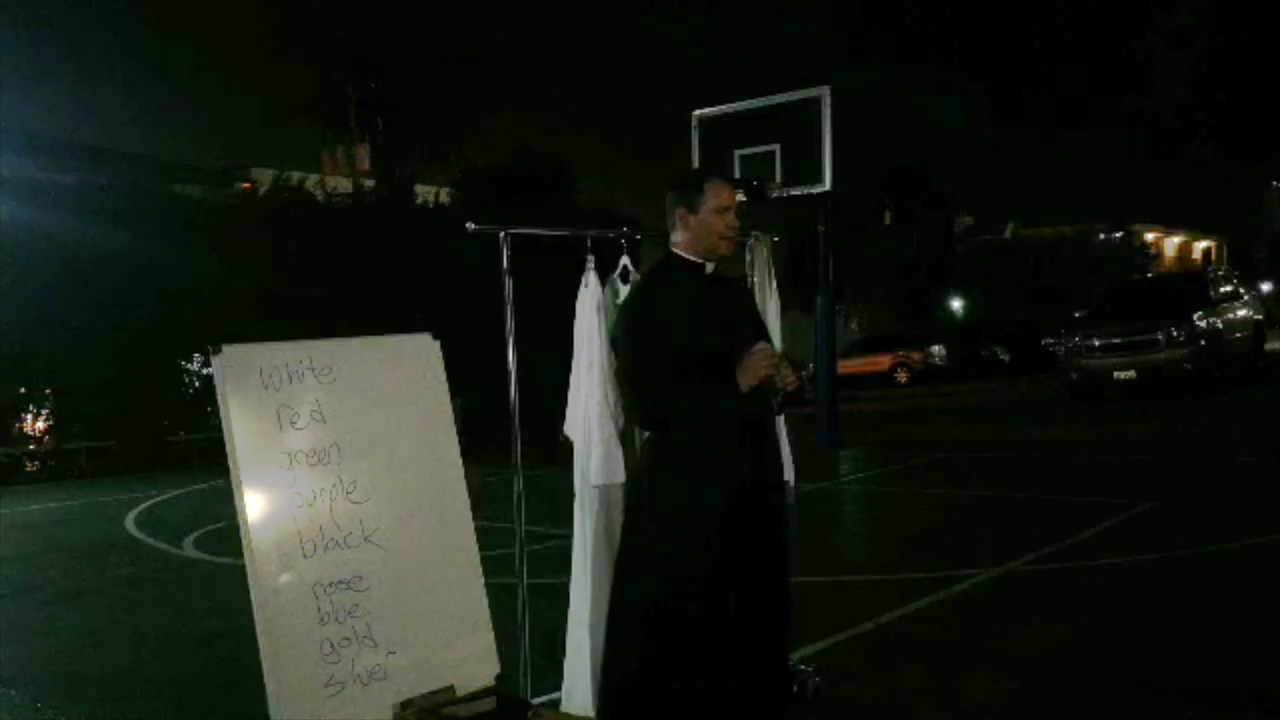 White
red
green
purple
black
rose
blue
gold
silver